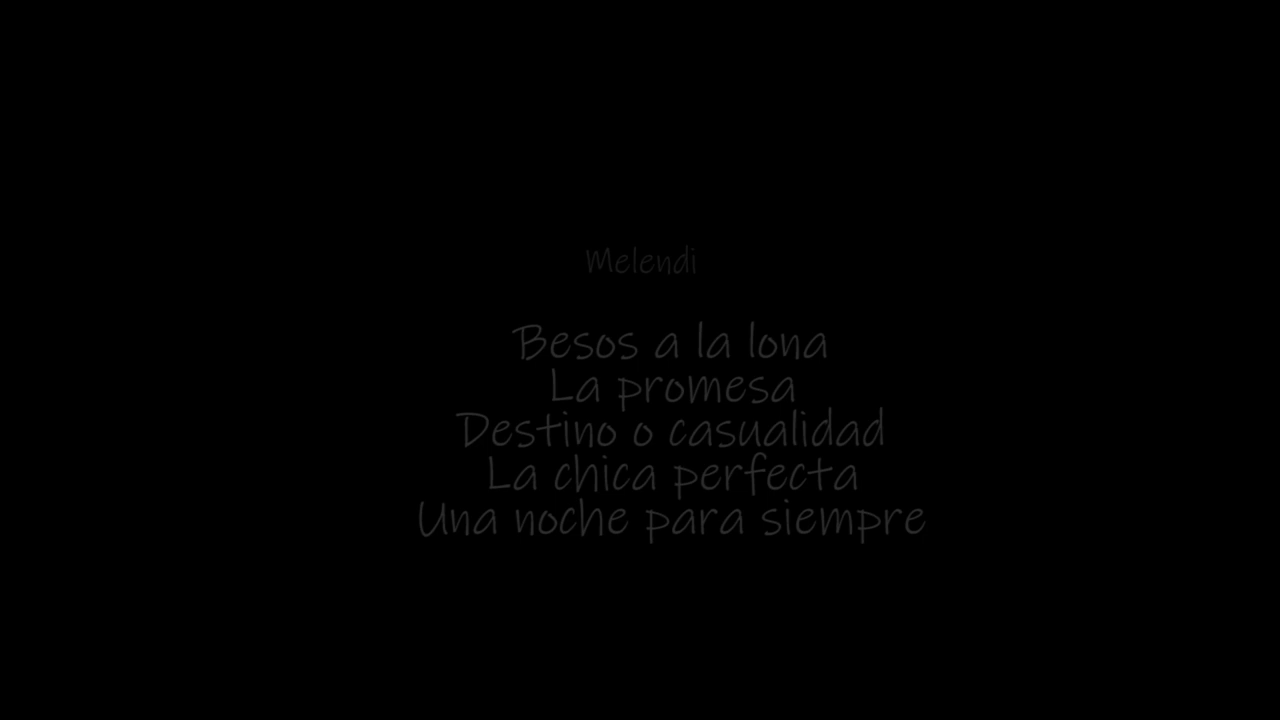 Melendi
Besos a la lona
La promesa
Destino o casualidad
La chica perfecta
Una noche para siempre